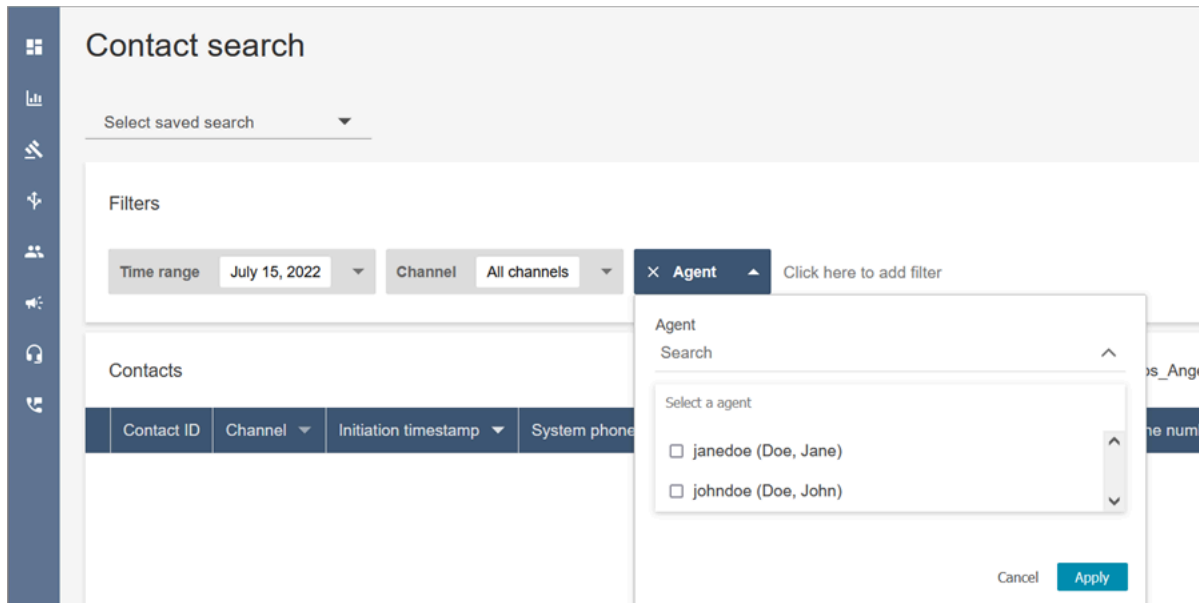 Contact search
Select saved search
Filters
Time range July 15, 2022 Channel All channels Agent Click here to add filter
Agent
Search
Contacts
Select a agent
Contact ID Channel Initiation timestamp System phone
janedoe (Doe, Jane)
johndoe (Doe, John)
Cancel Apply